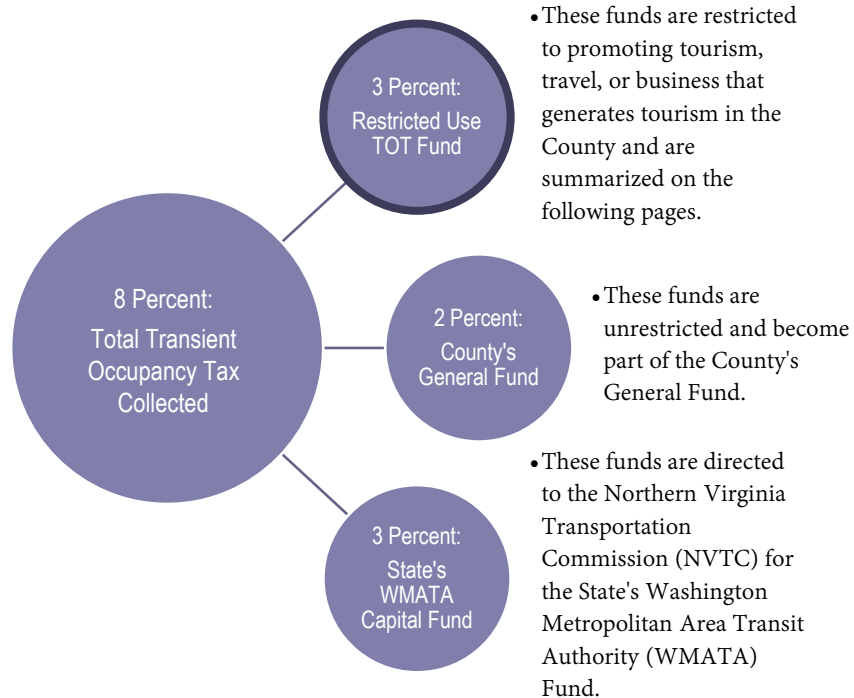 8 Percent:
Total Transient
Occupancy Tax
Collected
3 Percent:
Restricted Use
TOT Fund
• These funds are restricted
to promoting tourism,
travel, or business that
generates tourism in the
County and are
summarized on the
following pages.
2 Percent:
County's
General Fund
• These funds are
unrestricted and become
part of the County's
General Fund.
3 Percent:
State's
WMATA
Capital Fund
• These funds are directed
to the Northern Virginia
Transportation
Commission (NVTC) for
the State's Washington
Metropolitan Area Transit
Authority (WMATA)
Fund.